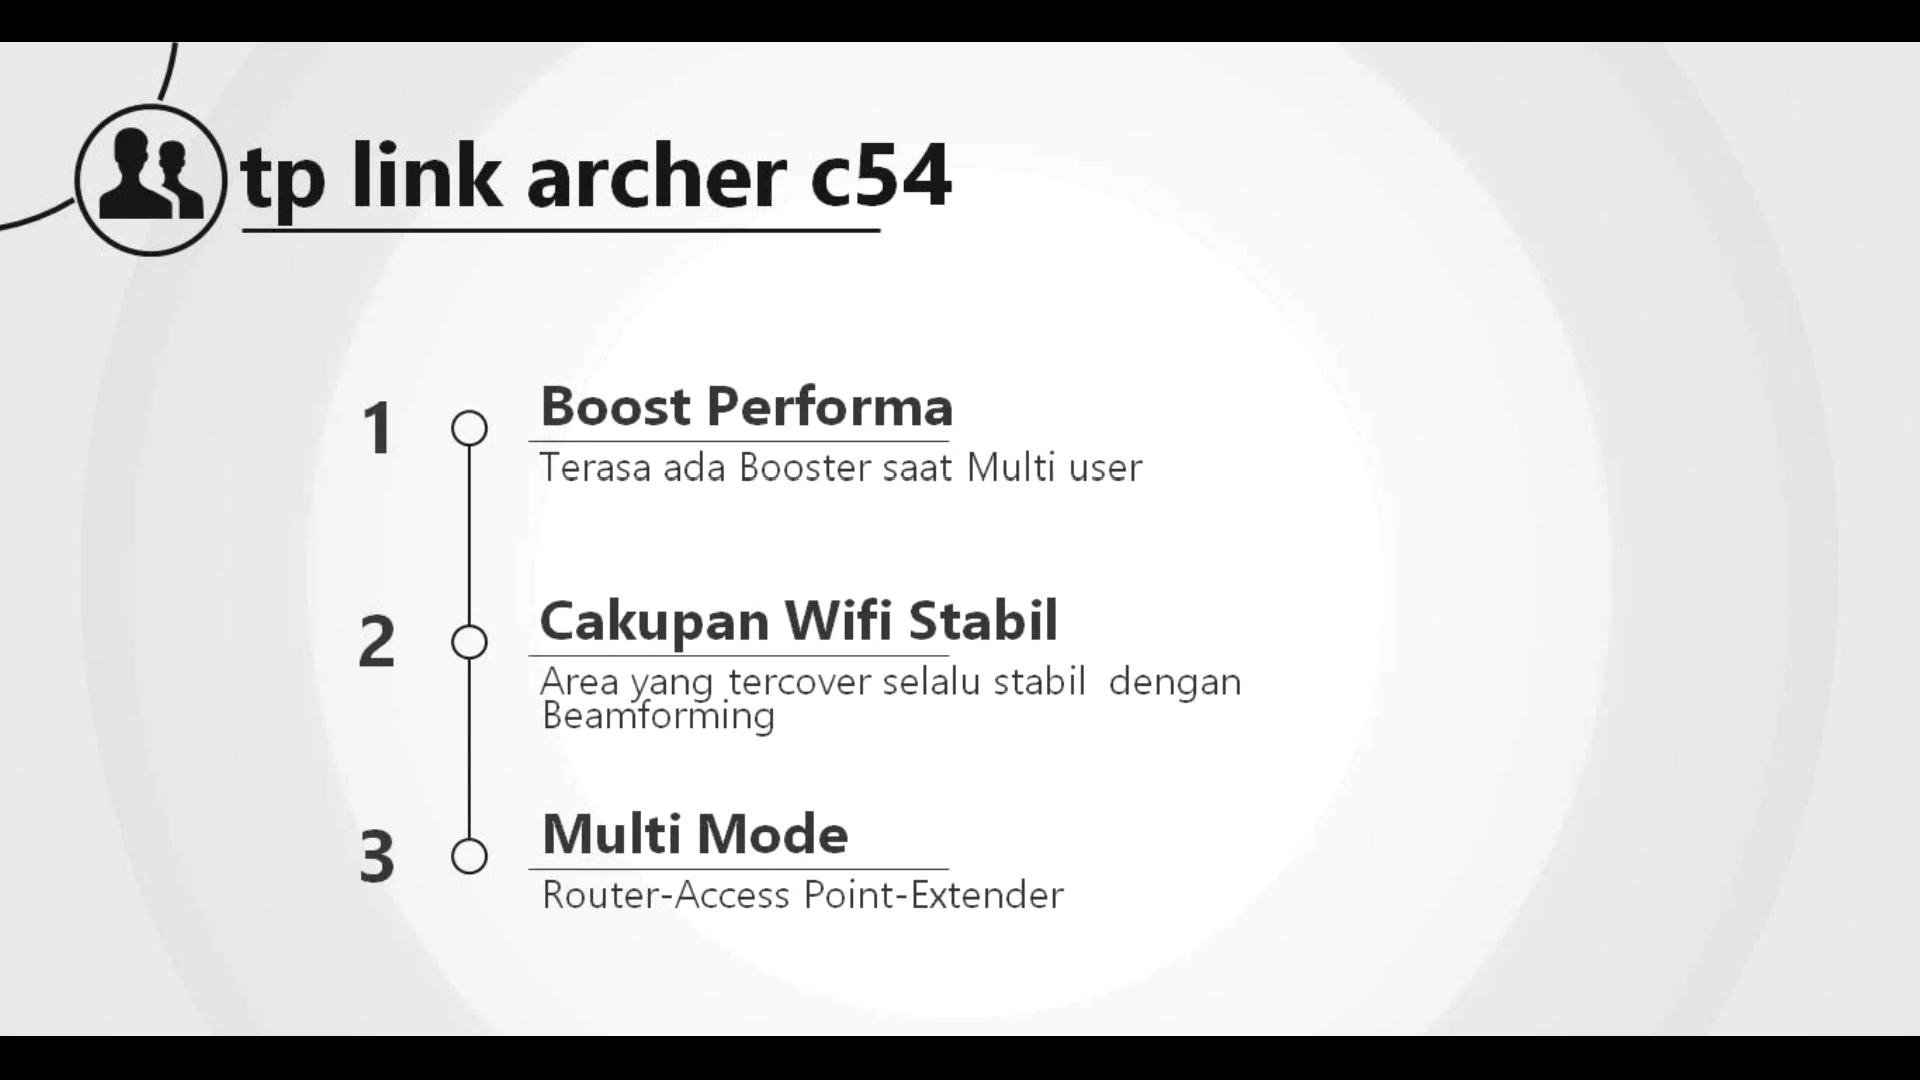 tp link archer c54
1
Boost Performa
Terasa ada Booster saat Multi user
2
Cakupan Wifi Stabil
Area yang tercover selalu stabil  dengan
Beamforming
3
Multi Mode
Router-Access Point-Extender